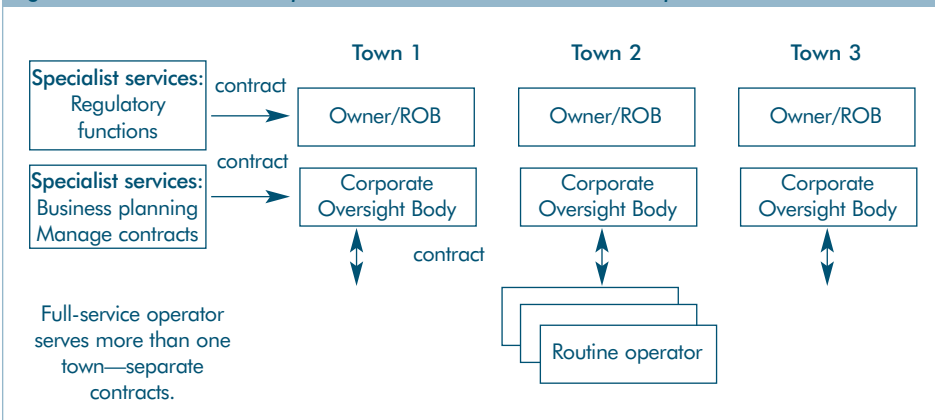 Town 1
Town 2
Town 3
Specialist services:
Regulatory
functions
contract
Owner/ROB
Owner/ROB
Owner/ROB
Specialist services:
Business planning
Manage contracts
contract
Corporate
Oversight Body
Corporate
Oversight Body
Corporate
Oversight Body
contract
Full-service operator
serves more than one
town—separate
contracts.
Routine operator